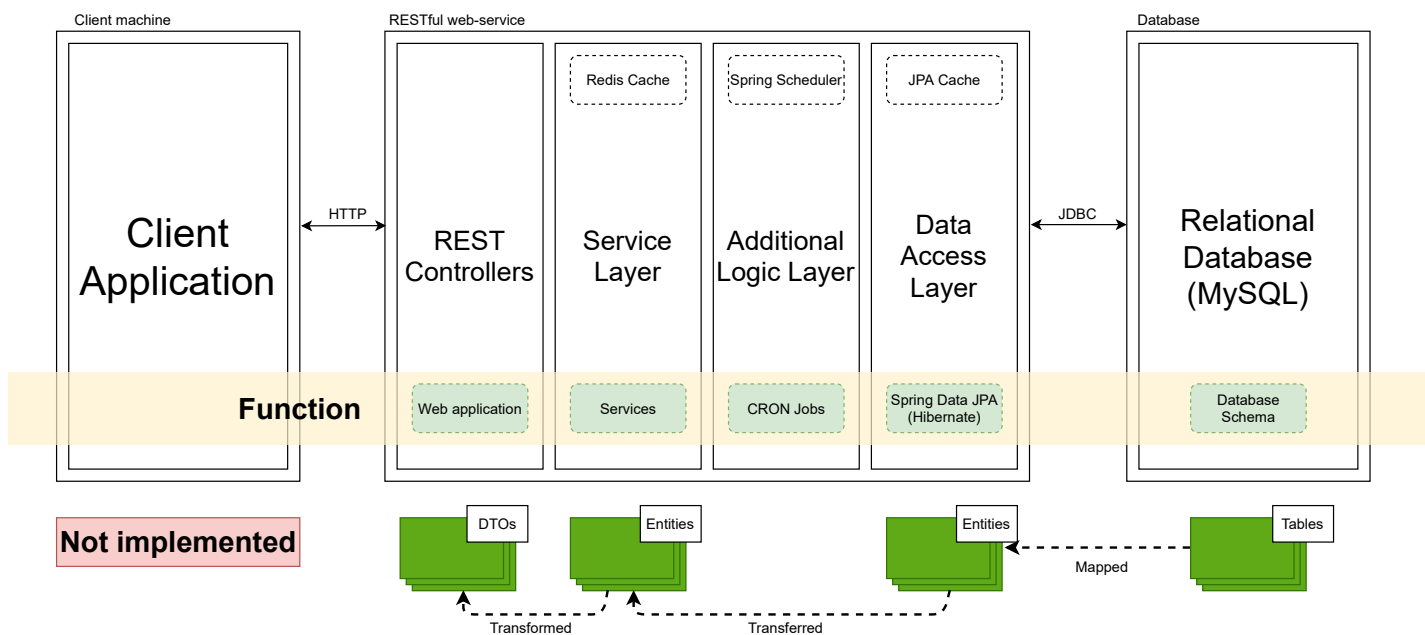 Client machine
RESTful web-service
Database
Redis Cache
Spring Scheduler
JPA Cache
Client
Application
HTTP
REST
Controllers
Service
Layer
Additional
Logic Layer
Data
Access
Layer
JDBC
Relational
Database
(MySQL)
Function
Web application
Services
CRON Jobs
Spring Data JPA
(Hibernate)
Database
Schema
Not implemented
DTOs
Entities
Entities
Tables
Mapped
Transformed
Transferred